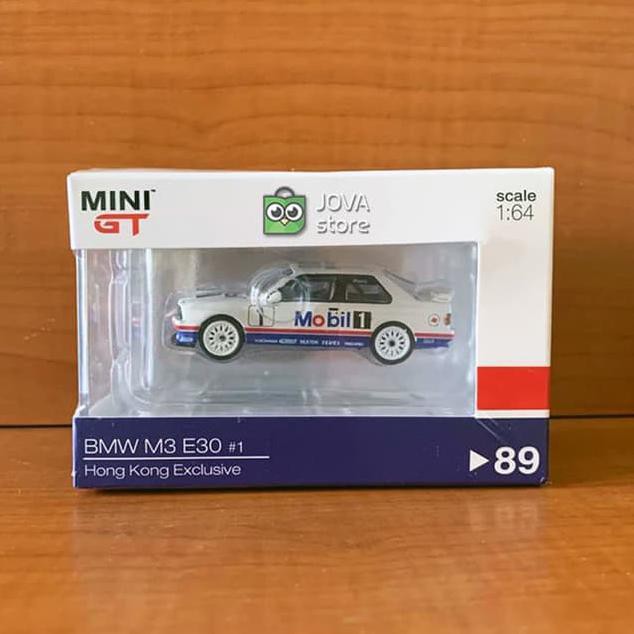 MINI
GT
JOVA
store
scale
1:64
Mobil 1
BMW M3 E30 #1
Hong Kong Exclusive
89